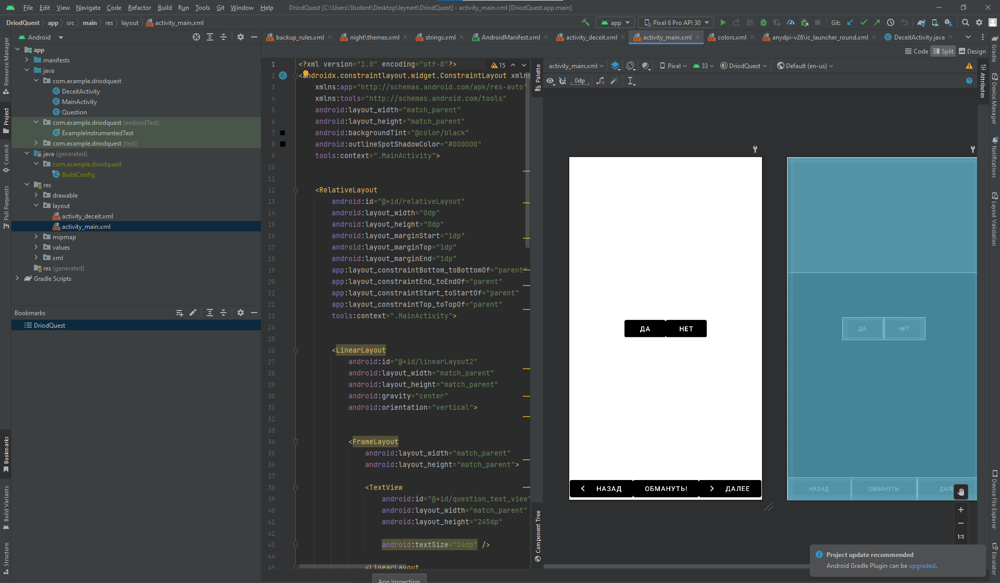 File Edit View Navigate Code Refactor Build Run Tools Git Window Help DriodQuest [C:\Users\Student\Desktop\leynert\DriodQuest] - activity_main.xml [DriodQuest.app.main]
DriodQuest app src main res layout activity_main.xml
app Pixel 6 Pro API 30 Git:
Android
backup_rules.xml night\themes.xml strings.xml AndroidManifest.xml activity_deceit.xml activity_main.xml colors.xml anydpi-v26\ic_launcher_round.xml DeceitActivity.java
Code Split Design
Resource Manager
Project
Commit
Pull Requests
Bookmarks
Build Variants
Structure
app
manifests
java
com.example.driodquest
DeceitActivity
MainActivity
Question
com.example.driodquest (androidTest)
ExampleInstrumentedTest
com.example.driodquest (test)
java (generated)
com.example.driodquest
BuildConfig
res
drawable
layout
activity_deceit.xml
activity_main.xml
mipmap
values
xml
res (generated)
Gradle Scripts
Bookmarks
DriodQuest
15
1 <?xml version="1.0" encoding="utf-8"?>
2 <androidx.constraintlayout.widget.ConstraintLayout xmlns
3 xmlns:app="http://schemas.android.com/apk/res-auto"
4 xmlns:tools="http://schemas.android.com/tools"
5 android:layout_width="match_parent"
6 android:layout_height="match_parent"
7 android:backgroundTint="@color/black"
8 android:outlineSpotShadowColor="#000000"
9 tools:context=".MainActivity">
10
11
12 <RelativeLayout
13 android:id="@+id/relativeLayout"
14 android:layout_width="0dp"
15 android:layout_height="0dp"
16 android:layout_marginStart="1dp"
17 android:layout_marginTop="1dp"
18 android:layout_marginEnd="1dp"
19 app:layout_constraintBottom_toBottomOf="parent"
20 app:layout_constraintEnd_toEndOf="parent"
21 app:layout_constraintStart_toStartOf="parent"
22 app:layout_constraintTop_toTopOf="parent"
23 tools:context=".MainActivity">
24
25
26 <LinearLayout
27 android:id="@+id/linearLayout2"
28 android:layout_width="match_parent"
29 android:layout_height="match_parent"
30 android:gravity="center"
31 android:orientation="vertical">
32
33
34 <FrameLayout
35 android:layout_width="match_parent"
36 android:layout_height="match_parent">
37
38 <TextView
39 android:id="@+id/question_text_view"
40 android:layout_width="match_parent"
41 android:layout_height="245dp"
42
43 android:textSize="24dp" />
44
45 <LinearLayout
App Inspection
Palette
Component Tree
activity_main.xml Pixel 33 DriodQuest Default (en-us)
0dp
ДА НЕТ
НАЗАД ОБМАНУТЬ! ДАЛЕЕ
ДА НЕТ
НАЗАД ОБМАНУТЬ! ДАЛЕ
1:1
Attributes
Gradle
Device Manager
Notifications
Layout Validation
Device File Explorer
Emulator
Project update recommended
Android Gradle Plugin can be upgraded.